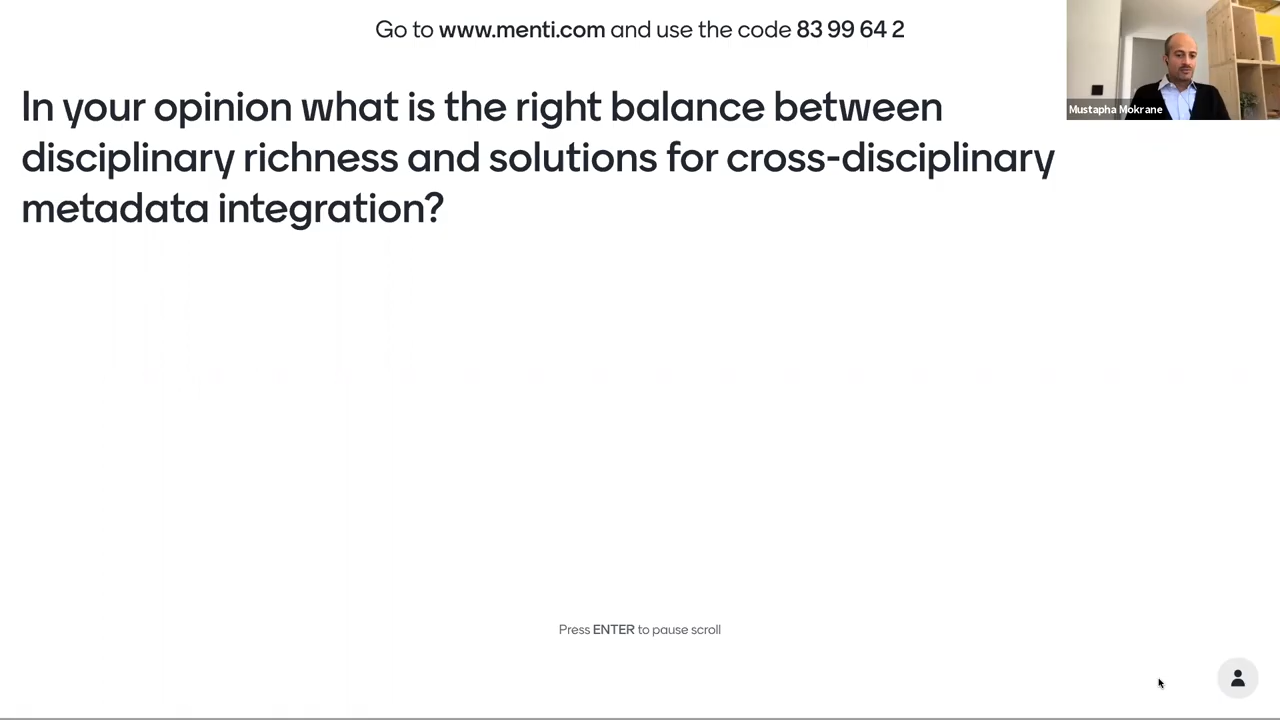 Go to www.menti.com and use the code 83 99 64 2
Mustapha Mokrane
In your opinion what is the right balance between
disciplinary richness and solutions for cross-disciplinary
metadata integration?
Press ENTER to pause scroll